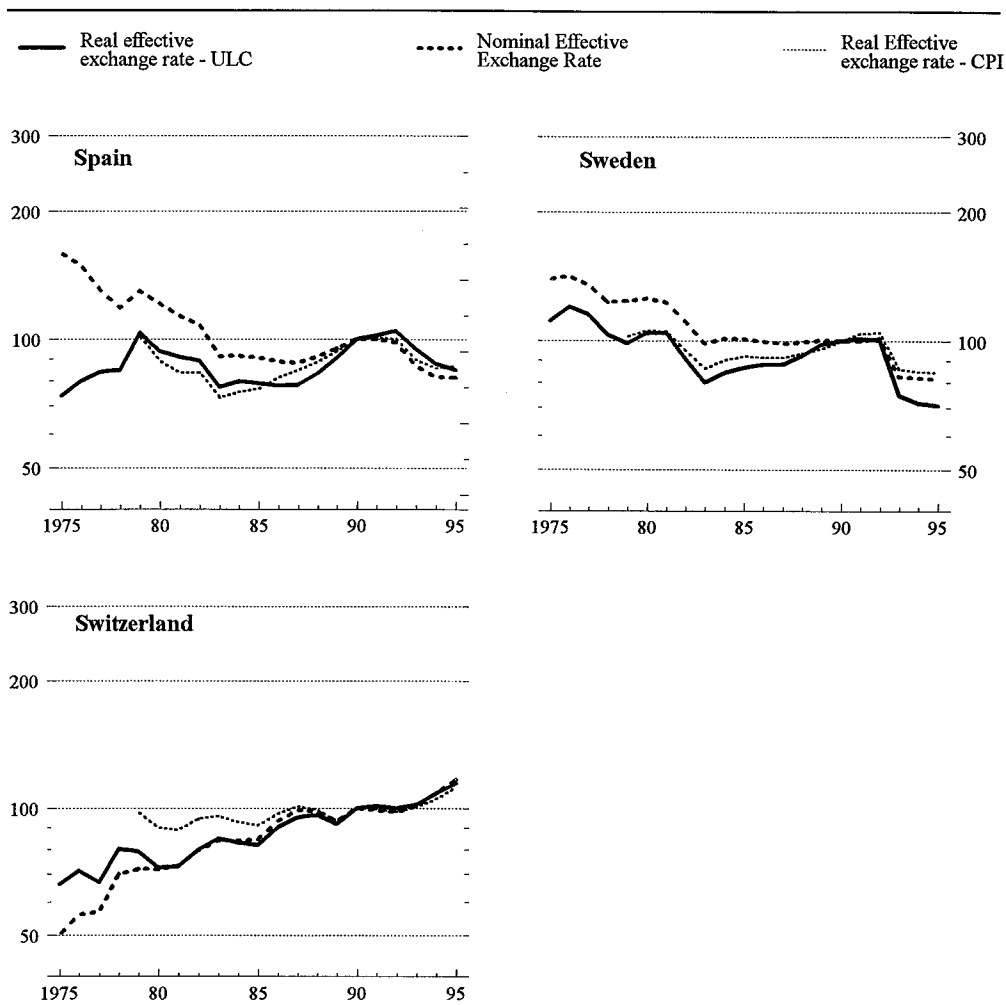 Real effective
exchange rate - ULC
Nominal Effective
Exchange Rate
Real Effective
exchange rate - CPI
Spain
300
200
100
50
1975 80 85 90 95
Sweden
300
200
100
50
1975 80 85 90 95
Switzerland
300
200
100
50
1975 80 85 90 95